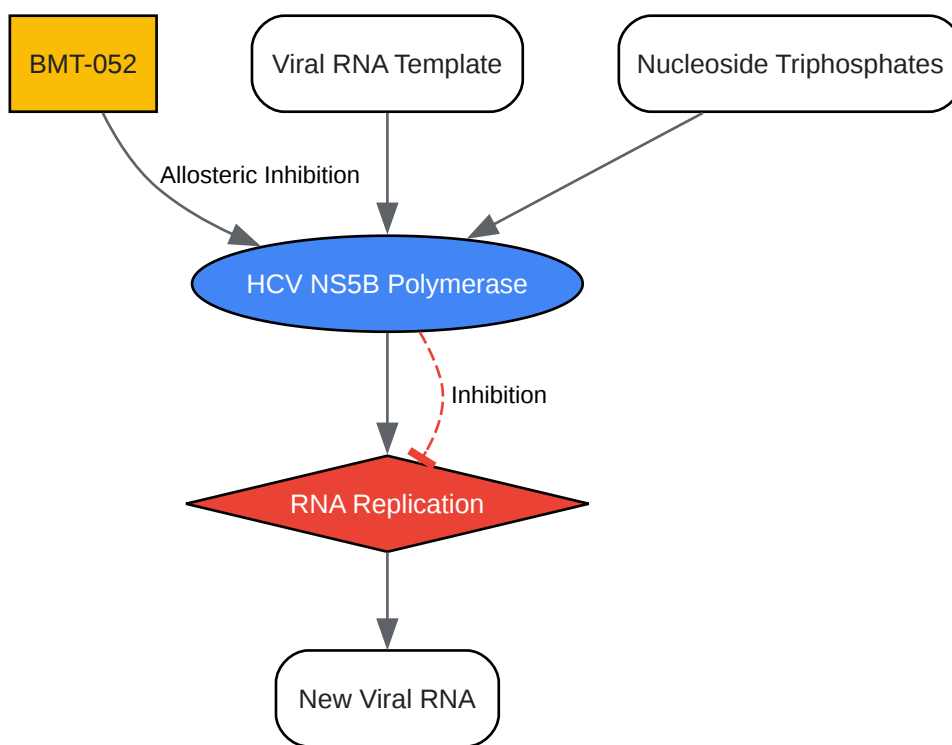 BMT-052
Viral RNA Template
Nucleoside Triphosphates
Allosteric Inhibition
HCV NS5B Polymerase
Inhibition
RNA Replication
New Viral RNA